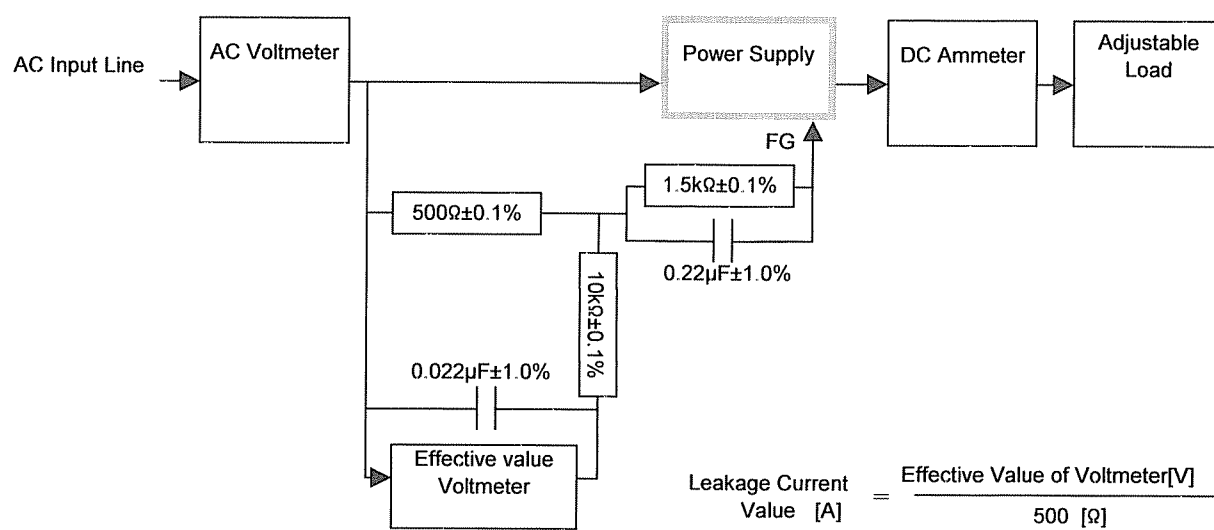 AC Input Line
AC Voltmeter
Power Supply
DC Ammeter
Adjustable
Load
FG
500Ω±0.1%
1.5kΩ±0.1%
0.22µF±1.0%
10kΩ±0.1%
0.022µF±1.0%
Effective value
Voltmeter
Leakage Current
Value [A]
=
Effective Value of Voltmeter[V]
500 [Ω]